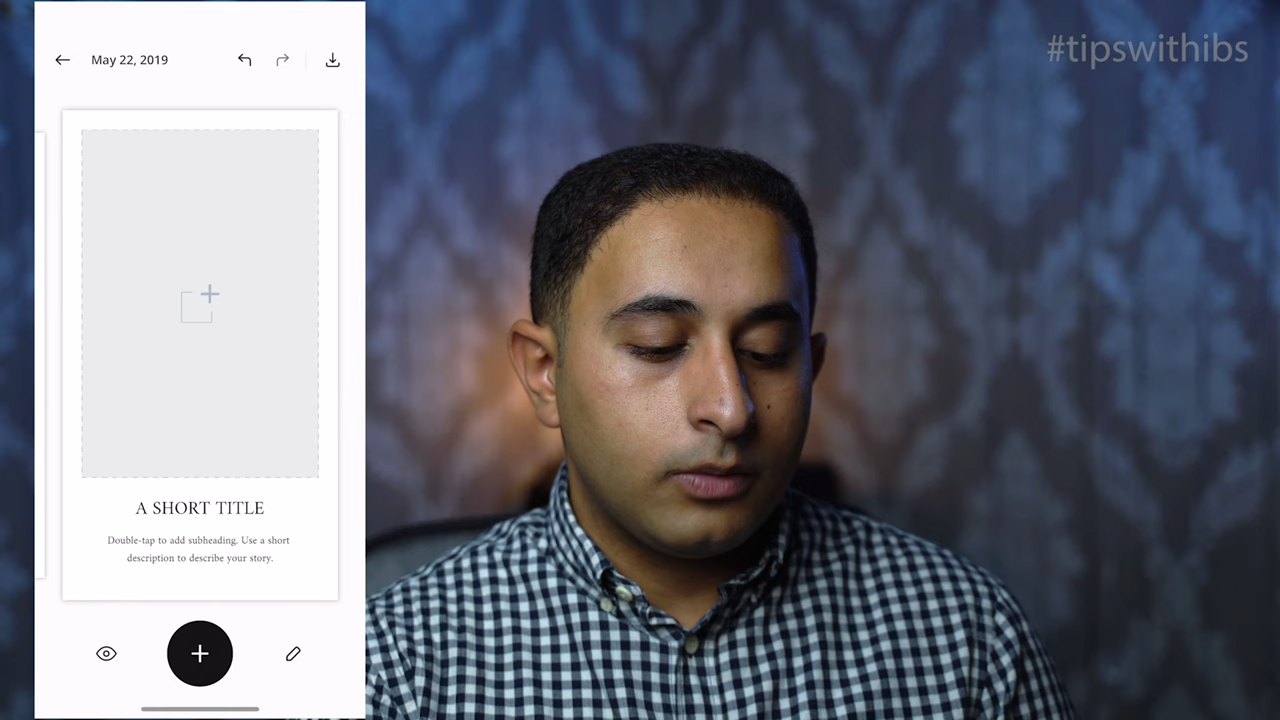 May 22, 2019
#tipswithibs
A SHORT TITLE
Double-tap to add subheading. Use a short
description to describe your story.